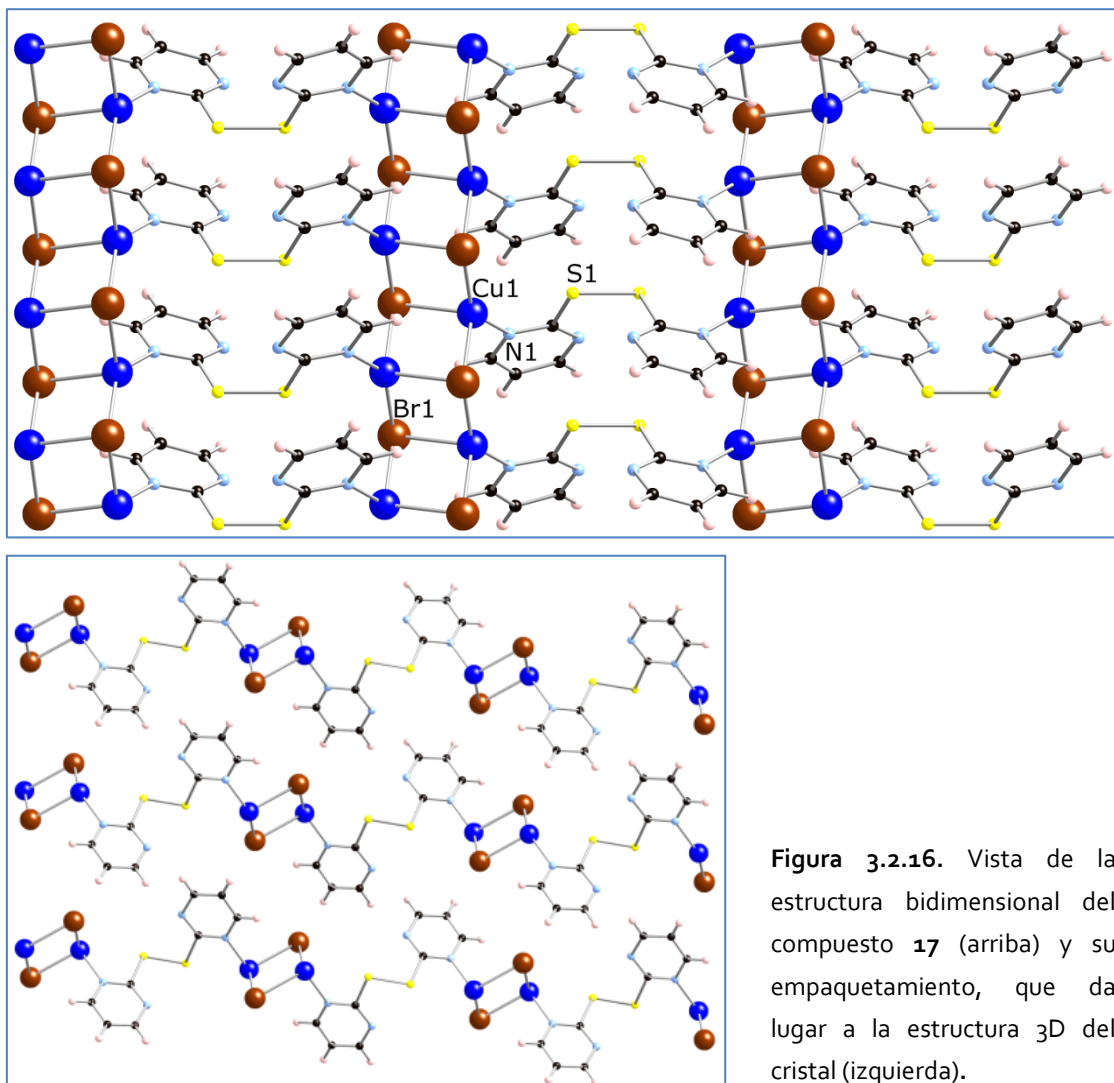 S1
Cu1
N1
Br1
Figura 3.2.16. Vista de la
estructura bidimensional del
compuesto 17 (arriba) y su
empaquetamiento, que da
lugar a la estructura 3D del
cristal (izquierda).